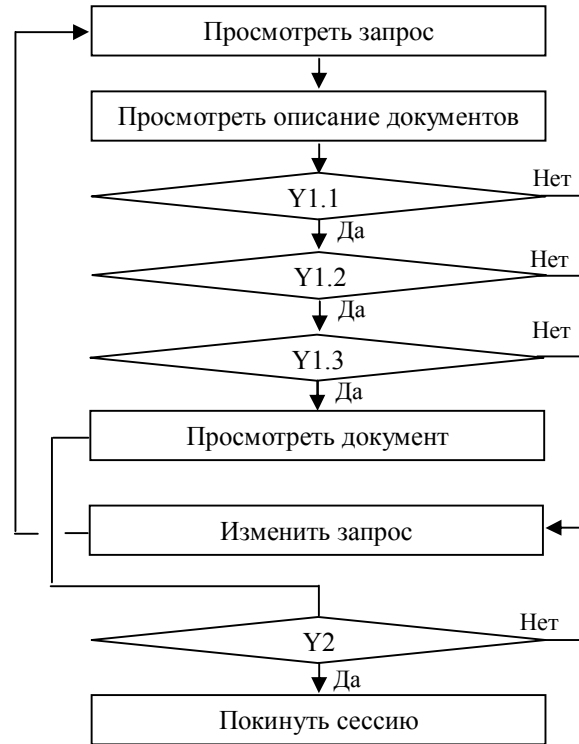 Просмотреть запрос
Просмотреть описание документов
Нет
Y1.1
Да
Нет
Y1.2
Да
Нет
Y1.3
Да
Просмотреть документ
Изменить запрос
Нет
Y2
Да
Покинуть сессию